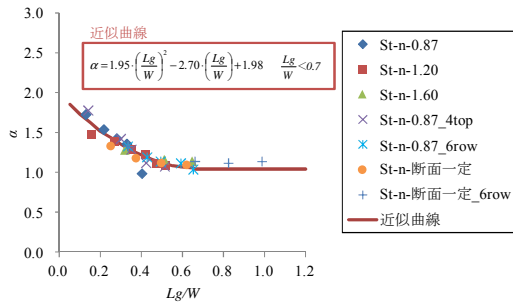 近似曲線
α=1.95・(Lg/W)²−2.70・(Lg/W)+1.98 Lg/W<0.7
3.0
2.5
2.0
1.5
1.0
0.5
0.0
α
0.0 0.2 0.4 0.6 0.8 1.0 1.2
Lg/W
St-n-0.87
St-n-1.20
St-n-1.60
St-n-0.87_4top
St-n-0.87_6row
St-n-断面一定
St-n-断面一定_6row
近似曲線